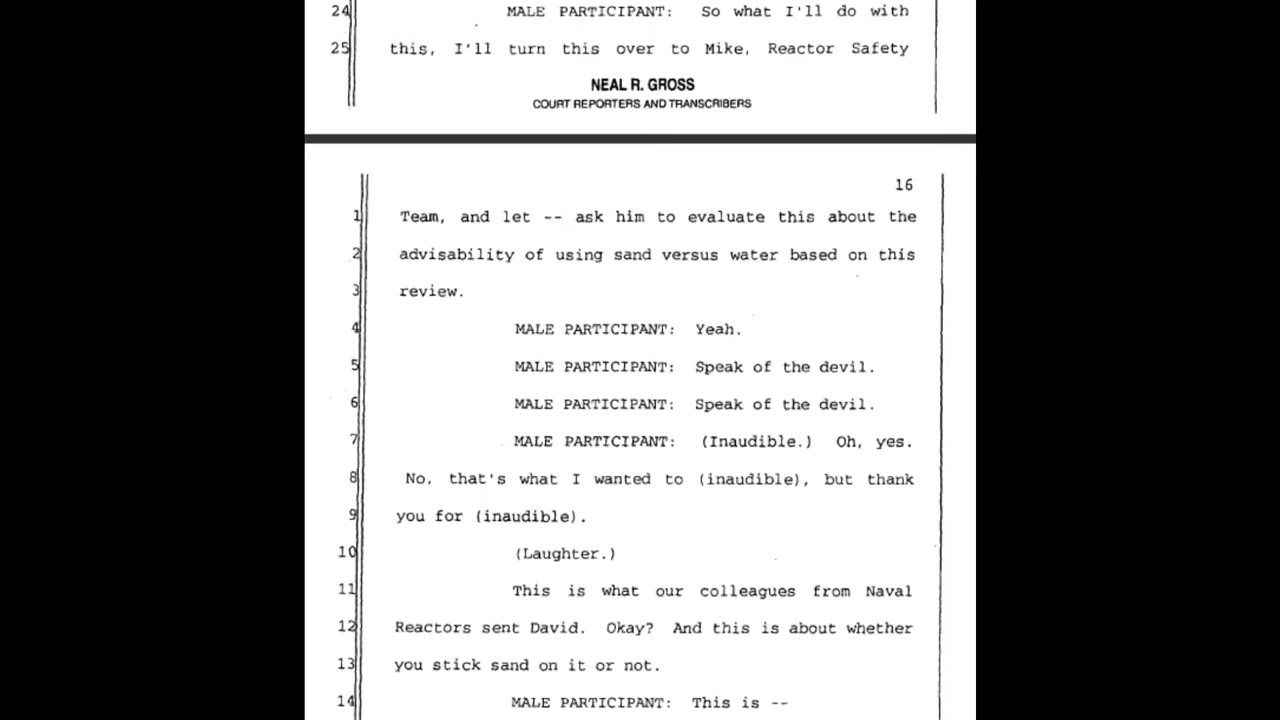 24 MALE PARTICIPANT: So what I'll do with
25 this, I'll turn this over to Mike, Reactor Safety
NEAL R. GROSS
COURT REPORTERS AND TRANSCRIBERS
16
1 Team, and let -- ask him to evaluate this about the
2 advisability of using sand versus water based on this
3 review.
4 MALE PARTICIPANT: Yeah.
5 MALE PARTICIPANT: Speak of the devil.
6 MALE PARTICIPANT: Speak of the devil.
7 MALE PARTICIPANT: (Inaudible.) Oh, yes.
8 No, that's what I wanted to (inaudible), but thank
9 you for (inaudible).
10 (Laughter.)
11 This is what our colleagues from Naval
12 Reactors sent David. Okay? And this is about whether
13 you stick sand on it or not.
14 MALE PARTICIPANT: This is --